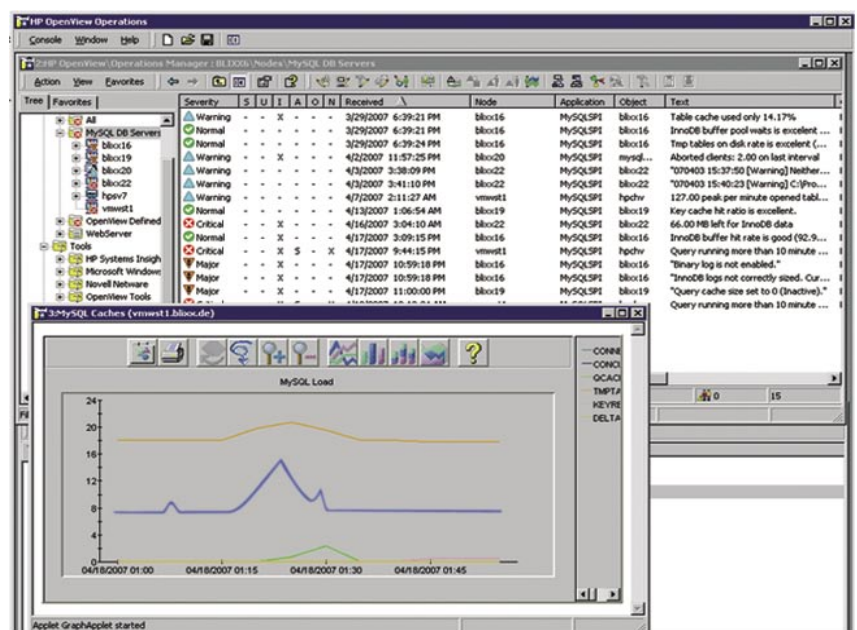 HP OpenView Operations
Console Window Help
2:HP OpenView\Operations Manager : BLIXX6\Nodes\MySQL DB Servers
Action View Favorites
Tree Favorites
Severity S U I A O N Received Node Application Object Text
All
MySQL DB Servers
blixx16
blixx19
blixx20
blixx22
hpsv7
vmwst1
OpenView Defined
WebServer
Tools
HP Systems Insigh
Microsoft Windows
Novell Netware
OpenView Tools
Warning - - X - - - 3/29/2007 6:39:21 PM blixx16 MySQLSPI blixx16 Table cache used only 14.17%
Normal - - - - - - 3/29/2007 6:39:21 PM blixx16 MySQLSPI blixx16 InnoDB buffer pool waits is excelent ...
Normal - - - - - - 3/29/2007 6:39:24 PM blixx16 MySQLSPI blixx16 Tmp tables on disk rate is excelent (...
Warning - - X - - - 4/2/2007 11:57:25 PM blixx20 MySQLSPI mysql... Aborted clients: 2.00 on last interval
Warning - - - - - - 4/3/2007 3:38:09 PM blixx22 MySQLSPI blixx22 "070403 15:37:50 [Warning] Neither...
Warning - - - - - - 4/3/2007 3:41:10 PM blixx22 MySQLSPI blixx22 "070403 15:40:23 [Warning] C:\Pro...
Warning - - - - - - 4/7/2007 2:11:27 AM vmwst1 MySQLSPI hpchv 127.00 peak per minute opened tabl...
Normal - - - - - - 4/13/2007 1:06:54 AM blixx19 MySQLSPI blixx19 Key cache hit ratio is excellent.
Critical - - X - - - 4/16/2007 3:04:10 AM blixx22 MySQLSPI blixx22 66.00 MB left for InnoDB data
Normal - - X - - - 4/17/2007 3:09:15 PM blixx16 MySQLSPI blixx16 InnoDB buffer hit rate is good (92.9...
Critical - - X S - X 4/17/2007 9:44:15 PM vmwst1 MySQLSPI hpchv Query running more than 10 minute ...
Major - - X - - - 4/17/2007 10:59:18 PM blixx16 MySQLSPI blixx16 "Binary log is not enabled."
Major - - X - - - 4/17/2007 10:59:18 PM blixx16 MySQLSPI blixx16 "InnoDB logs not correctly sized. Cur...
Major - - X - - - 4/17/2007 11:00:00 PM blixx19 MySQLSPI blixx19 "Query cache size set to 0 (Inactive)."
Query running more than 10 minute ...
0 15
3:MySQL Caches (vmwst1.blixx.de)
MySQL Load
CONNE
CONCU
QCACI
TMPTA
KEYRE
DELTA
24
20
16
12
8
4
0
04/18/2007 01:00 04/18/2007 01:15 04/18/2007 01:30 04/18/2007 01:45
Applet GraphApplet started